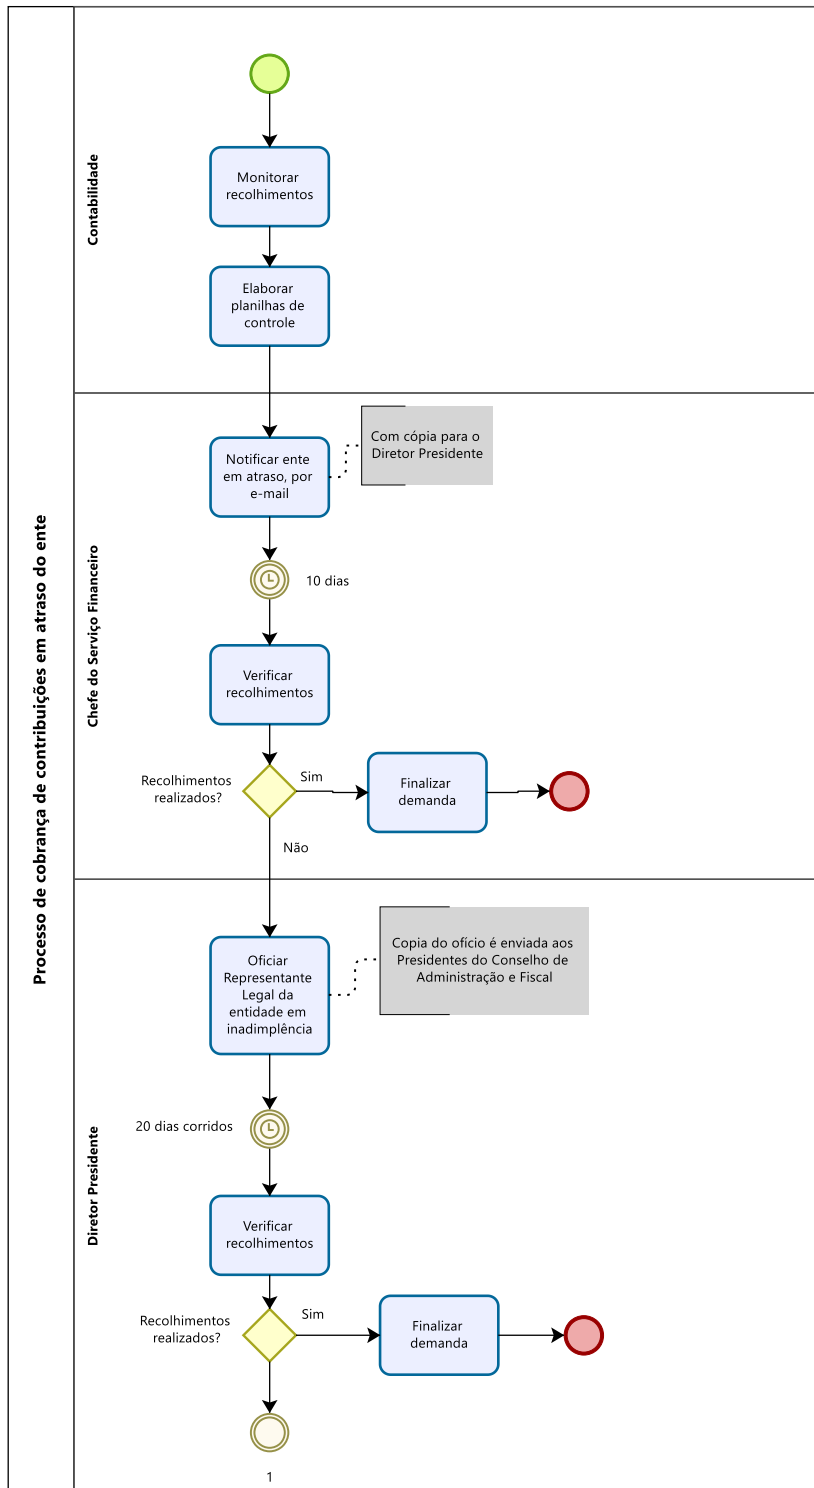 Processo de cobrança de contribuições em atraso do ente
Contabilidade
Monitorar
recolhimentos
Elaborar
planilhas de
controle
Chefe do Serviço Financeiro
Notificar ente
em atraso, por
e-mail
Com cópia para o
Diretor Presidente
10 dias
Verificar
recolhimentos
Recolhimentos
realizados?
Sim
Finalizar
demanda
Não
Diretor Presidente
Oficiar
Representante
Legal da
entidade em
inadimplência
Copia do ofício é enviada aos
Presidentes do Conselho de
Administração e Fiscal
20 dias corridos
Verificar
recolhimentos
Recolhimentos
realizados?
Sim
Finalizar
demanda
1